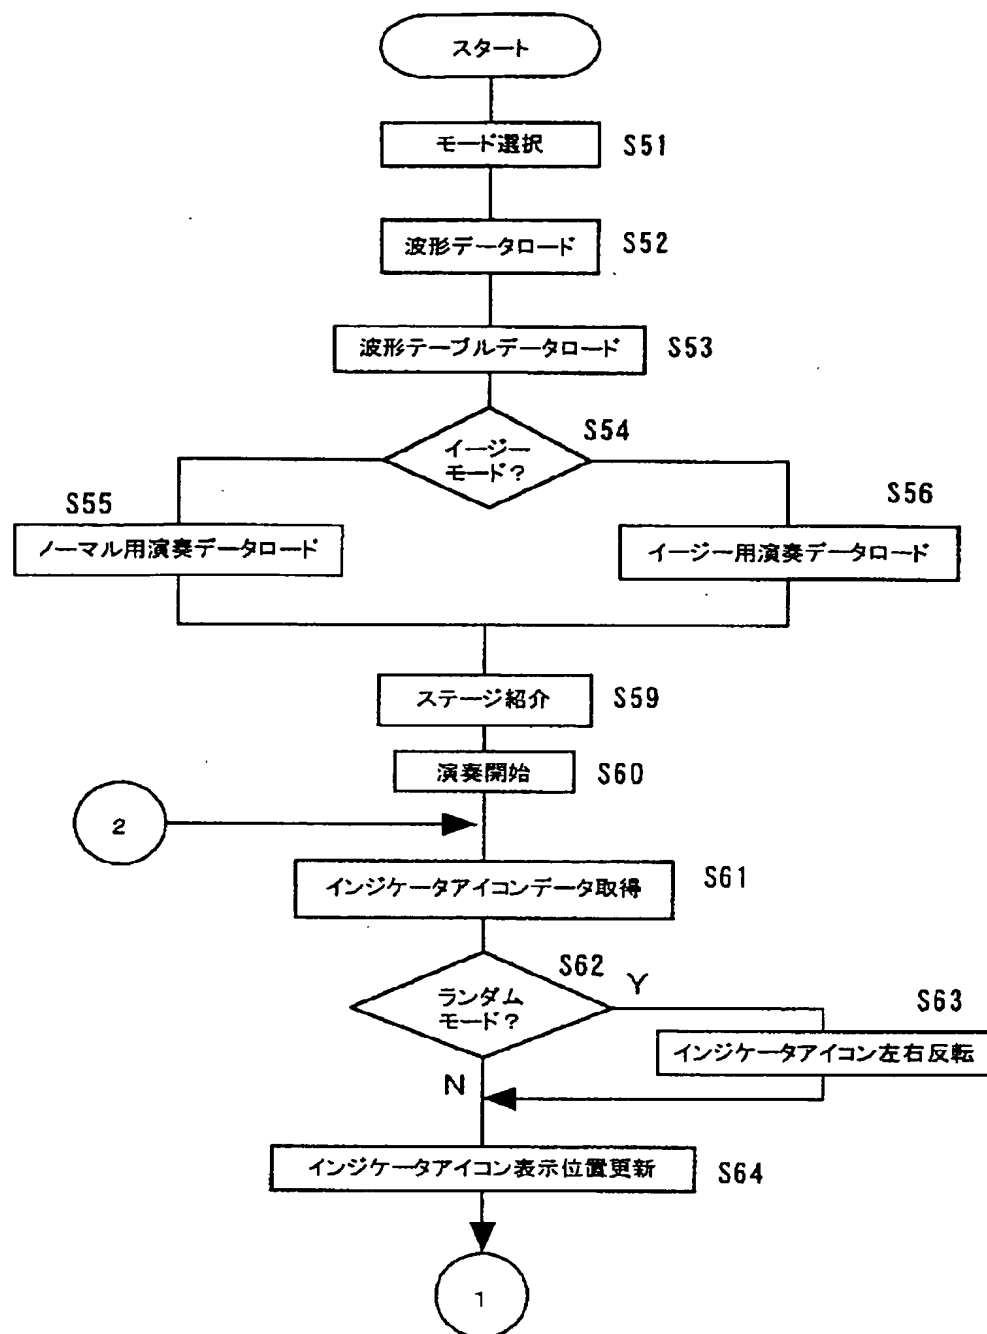 スタート
モード選択
S51
波形データロード
S52
波形テーブルデータロード
S53
S54
イージー
モード?
S55
S56
ノーマル用演奏データロード
イージー用演奏データロード
ステージ紹介
S59
演奏開始
S60
2
インジケータアイコンデータ取得
S61
S62
Y
ランダム
モード?
S63
インジケータアイコン左右反転
N
インジケータアイコン表示位置更新
S64
1